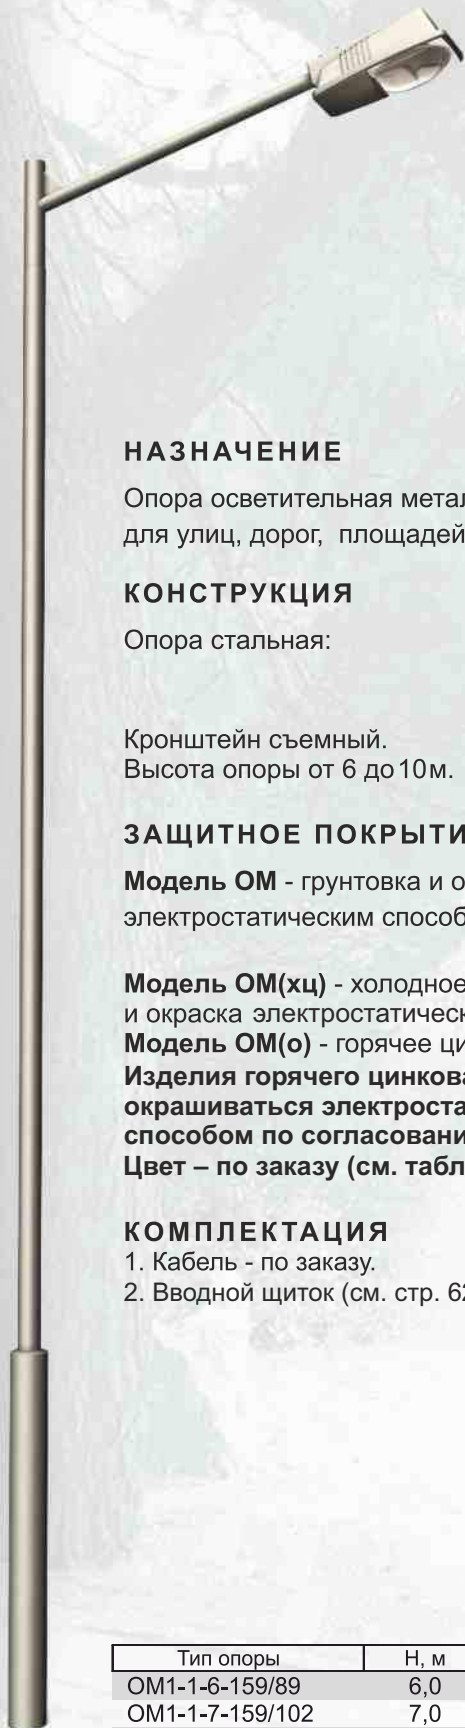 НАЗНАЧЕНИЕ
Опора осветительная метал
для улиц, дорог, площадей
КОНСТРУКЦИЯ
Опора стальная:
Кронштейн съемный.
Высота опоры от 6 до 10м.
ЗАЩИТНОЕ ПОКРЫТИ
Модель ОМ - грунтовка и о
электростатическим способ
Модель ОМ(хц) - холодное
и окраска электростатическ
Модель ОМ(о) - горячее ци
Изделия горячего цинкова
окрашиваться электроста
способом по согласовани
Цвет – по заказу (см. табл
КОМПЛЕКТАЦИЯ
1. Кабель - по заказу.
2. Вводной щиток (см. стр. 62
Тип опоры Н, м
ОМ1-1-6-159/89 6,0
ОМ1-1-7-159/102 7,0